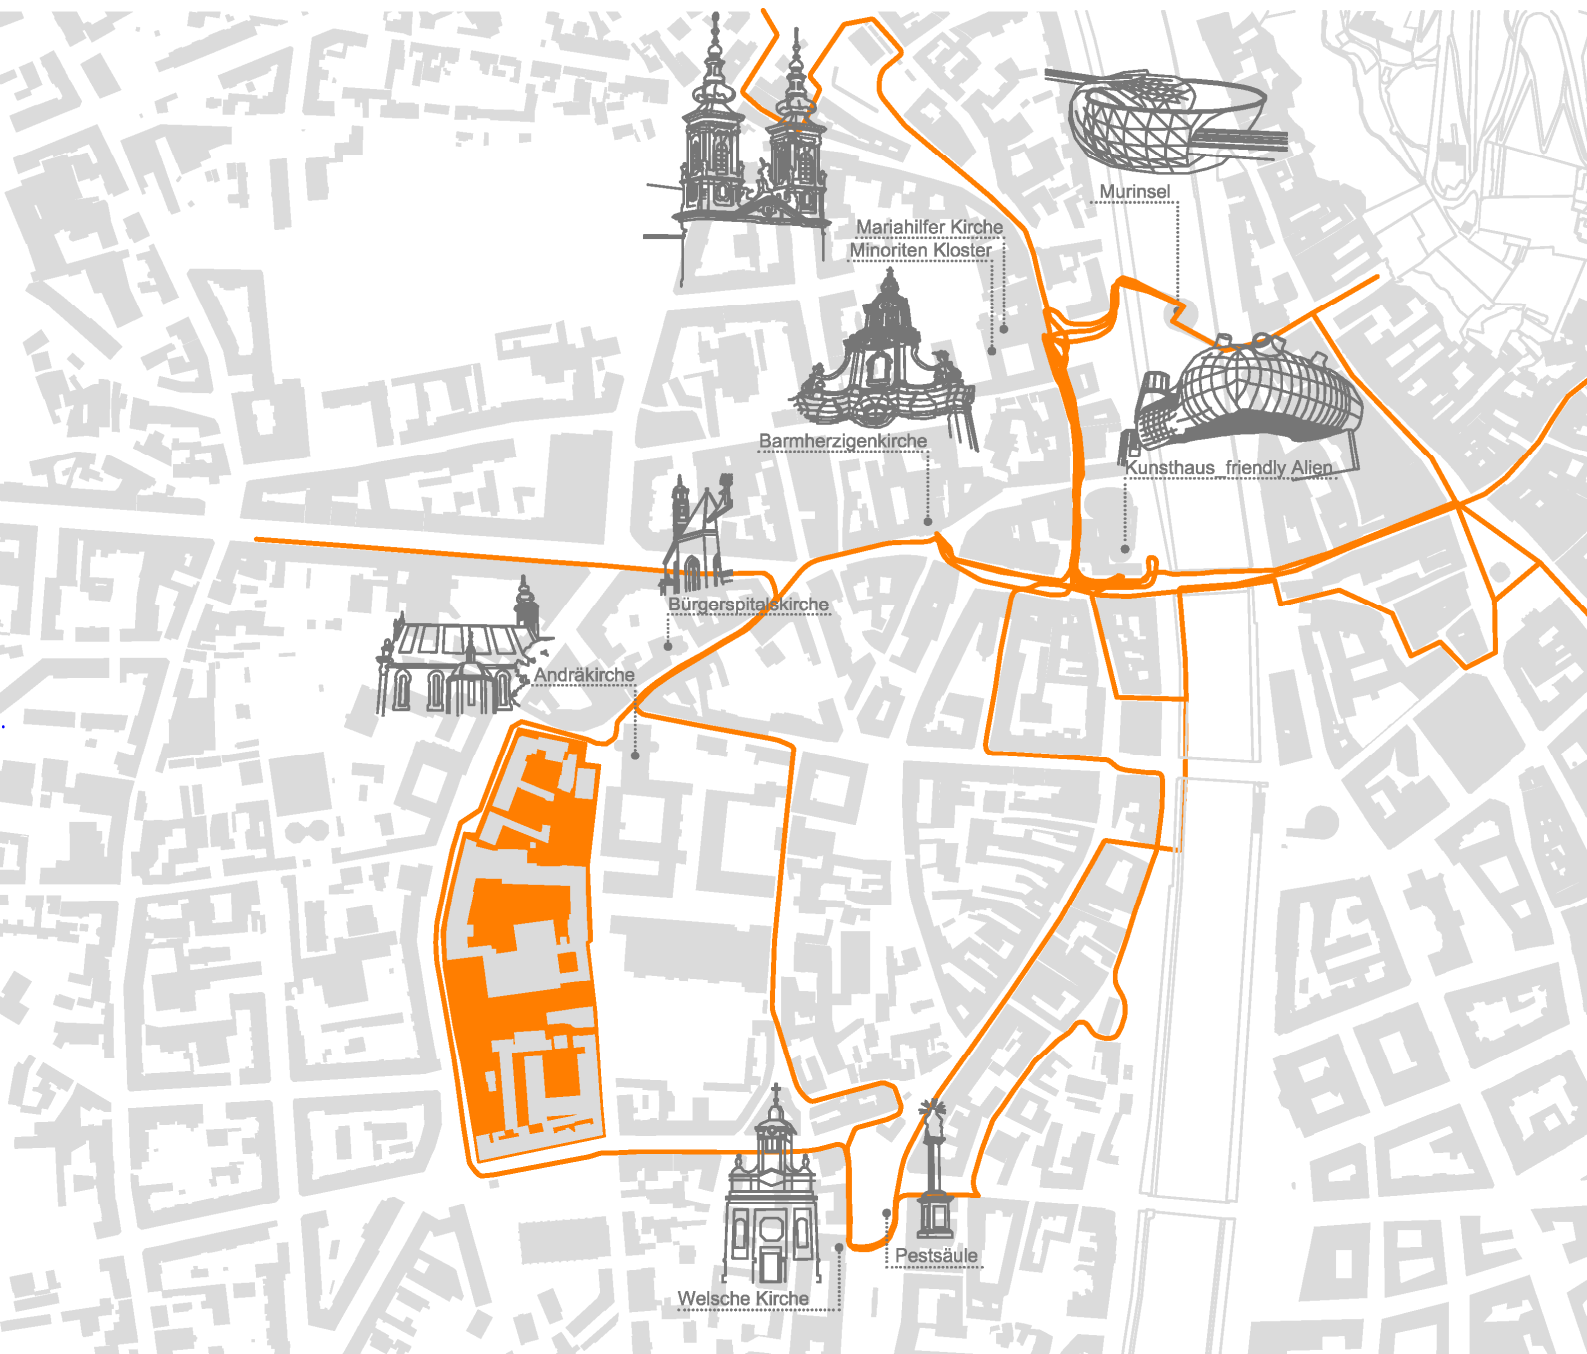 Murinsel
Mariahilfer Kirche
Minoriten Kloster
Barmherzigenkirche
Kunsthaus_friendly Alien
Bürgerspitalskirche
Andräkirche
Pestsäule
Welsche Kirche